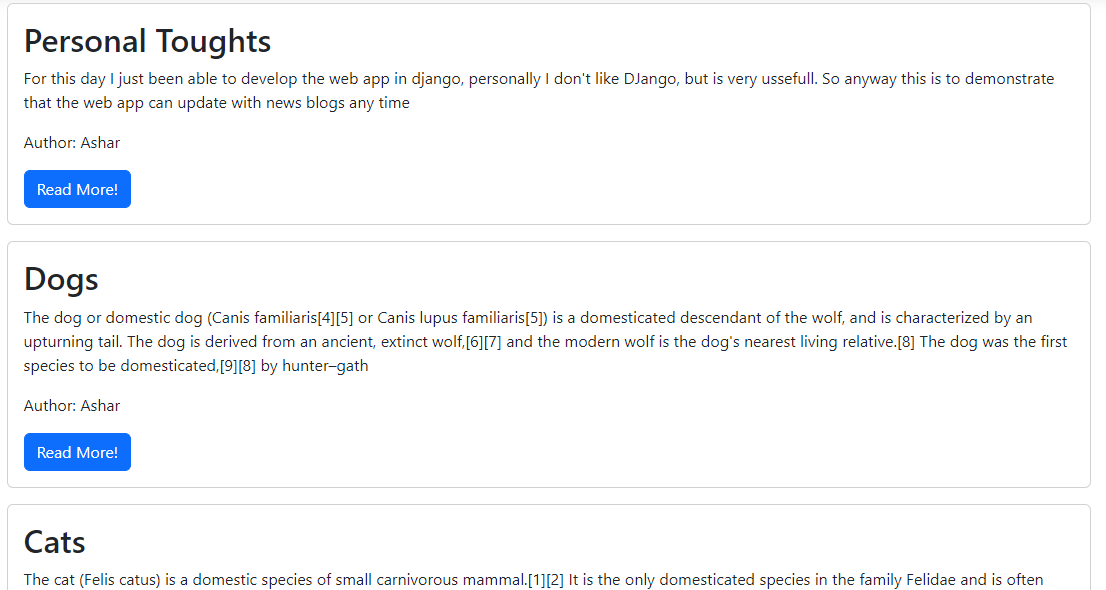 Personal Toughts
For this day I just been able to develop the web app in django, personally I don't like DJango, but is very ussefull. So anyway this is to demonstrate
that the web app can update with news blogs any time
Author: Ashar
Read More!
Dogs
The dog or domestic dog (Canis familiaris[4][5] or Canis lupus familiaris[5]) is a domesticated descendant of the wolf, and is characterized by an
upturning tail. The dog is derived from an ancient, extinct wolf,[6][7] and the modern wolf is the dog's nearest living relative.[8] The dog was the first
species to be domesticated,[9][8] by hunter–gath
Author: Ashar
Read More!
Cats
The cat (Felis catus) is a domestic species of small carnivorous mammal.[1][2] It is the only domesticated species in the family Felidae and is often